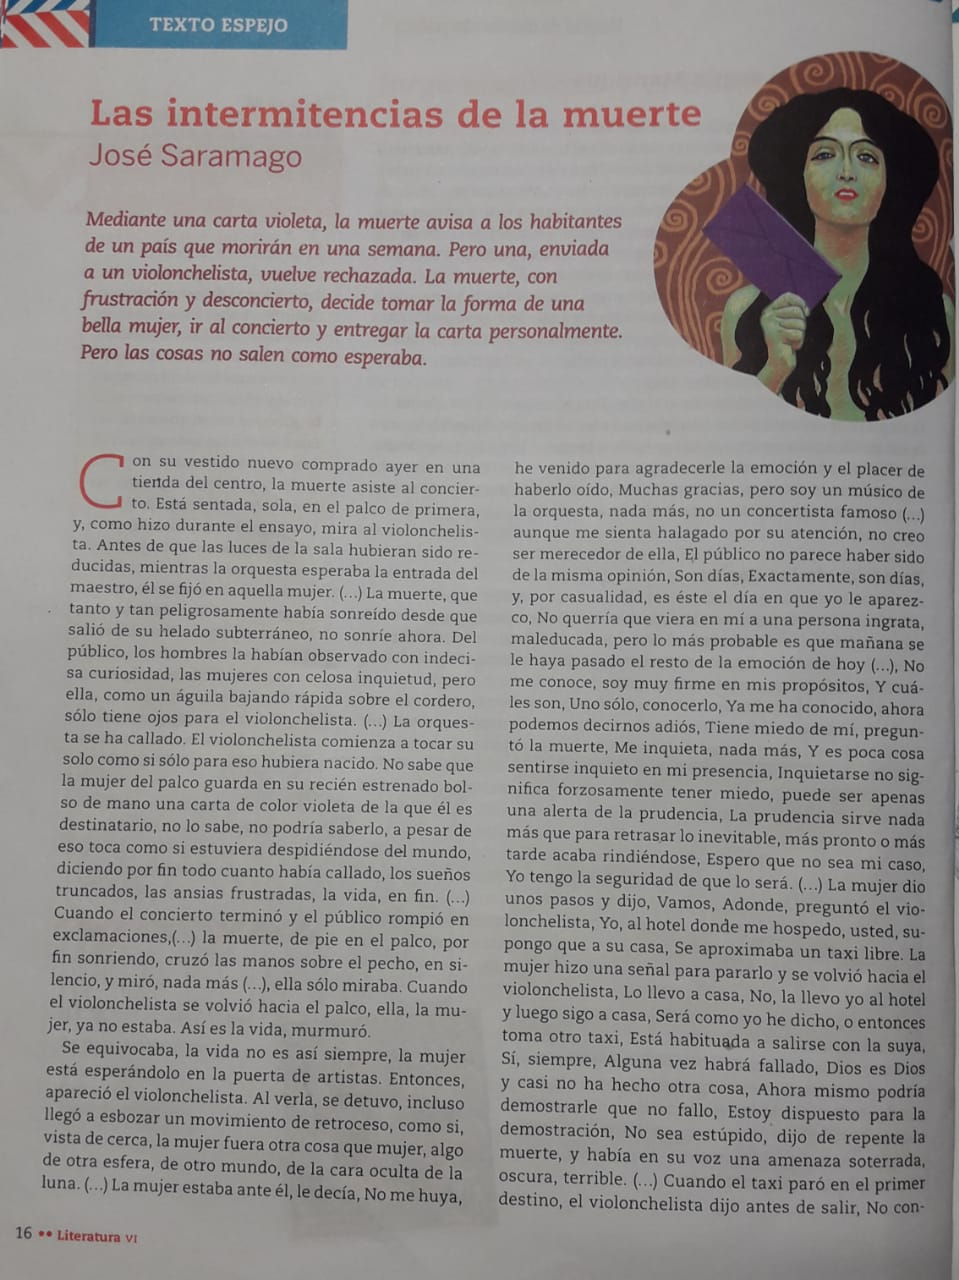 TEXTO ESPEJO
Las intermitencias de la muerte
José Saramago
Mediante una carta violeta, la muerte avisa a los habitantes
de un país que morirán en una semana. Pero una, enviada
a un violonchelista, vuelve rechazada. La muerte, con
frustración y desconcierto, decide tomar la forma de una
bella mujer, ir al concierto y entregar la carta personalmente.
Pero las cosas no salen como esperaba.
Con su vestido nuevo comprado ayer en una
tienda del centro, la muerte asiste al concier-
to. Está sentada, sola, en el palco de primera,
y, como hizo durante el ensayo, mira al violonchelis-
ta. Antes de que las luces de la sala hubieran sido re-
ducidas, mientras la orquesta esperaba la entrada del
maestro, él se fijó en aquella mujer. (...) La muerte, que
tanto y tan peligrosamente había sonreído desde que
salió de su helado subterráneo, no sonríe ahora. Del
público, los hombres la habían observado con indeci-
sa curiosidad, las mujeres con celosa inquietud, pero
ella, como un águila bajando rápida sobre el cordero,
sólo tiene ojos para el violonchelista. (...) La orques-
ta se ha callado. El violonchelista comienza a tocar su
solo como si sólo para eso hubiera nacido. No sabe que
la mujer del palco guarda en su recién estrenado bol-
so de mano una carta de color violeta de la que él es
destinatario, no lo sabe, no podría saberlo, a pesar de
eso toca como si estuviera despidiéndose del mundo,
diciendo por fin todo cuanto había callado, los sueños
truncados, las ansias frustradas, la vida, en fin. (...)
Cuando el concierto terminó y el público rompió en
exclamaciones,(...) la muerte, de pie en el palco, por
fin sonriendo, cruzó las manos sobre el pecho, en si-
lencio, y miró, nada más (...), ella sólo miraba. Cuando
el violonchelista se volvió hacia el palco, ella, la mu-
jer, ya no estaba. Así es la vida, murmuró.
Se equivocaba, la vida no es así siempre, la mujer
está esperándolo en la puerta de artistas. Entonces,
apareció el violonchelista. Al verla, se detuvo, incluso
llegó a esbozar un movimiento de retroceso, como si,
vista de cerca, la mujer fuera otra cosa que mujer, algo
de otra esfera, de otro mundo, de la cara oculta de la
luna. (...) La mujer estaba ante él, le decía, No me huya,
he venido para agradecerle la emoción y el placer de
haberlo oído, Muchas gracias, pero soy un músico de
la orquesta, nada más, no un concertista famoso (...)
aunque me sienta halagado por su atención, no creo
ser merecedor de ella, El público no parece haber sido
de la misma opinión, Son días, Exactamente, son días,
y, por casualidad, es éste el día en que yo le aparez-
co, No querría que viera en mí a una persona ingrata,
maleducada, pero lo más probable es que mañana se
le haya pasado el resto de la emoción de hoy (...), No
me conoce, soy muy firme en mis propósitos, Y cuá-
les son, Uno sólo, conocerlo, Ya me ha conocido, ahora
podemos decirnos adiós, Tiene miedo de mí, pregun-
tó la muerte, Me inquieta, nada más, Y es poca cosa
sentirse inquieto en mi presencia, Inquietarse no sig-
nifica forzosamente tener miedo, puede ser apenas
una alerta de la prudencia, La prudencia sirve nada
más que para retrasar lo inevitable, más pronto o más
tarde acaba rindiéndose, Espero que no sea mi caso,
Yo tengo la seguridad de que lo será. (...) La mujer dio
unos pasos y dijo, Vamos, Adonde, preguntó el vio-
lonchelista, Yo, al hotel donde me hospedo, usted, su-
pongo que a su casa, Se aproximaba un taxi libre. La
mujer hizo una señal para pararlo y se volvió hacia el
violonchelista, Lo llevo a casa, No, la llevo yo al hotel
y luego sigo a casa, Será como yo he dicho, o entonces
toma otro taxi, Está habituada a salirse con la suya,
Sí, siempre, Alguna vez habrá fallado, Dios es Dios
y casi no ha hecho otra cosa, Ahora mismo podría
demostrarle que no fallo, Estoy dispuesto para la
demostración, No sea estúpido, dijo de repente la
muerte, y había en su voz una amenaza soterrada,
oscura, terrible. (...) Cuando el taxi paró en el primer
destino, el violonchelista dijo antes de salir, No con-
16 •• Literatura VI